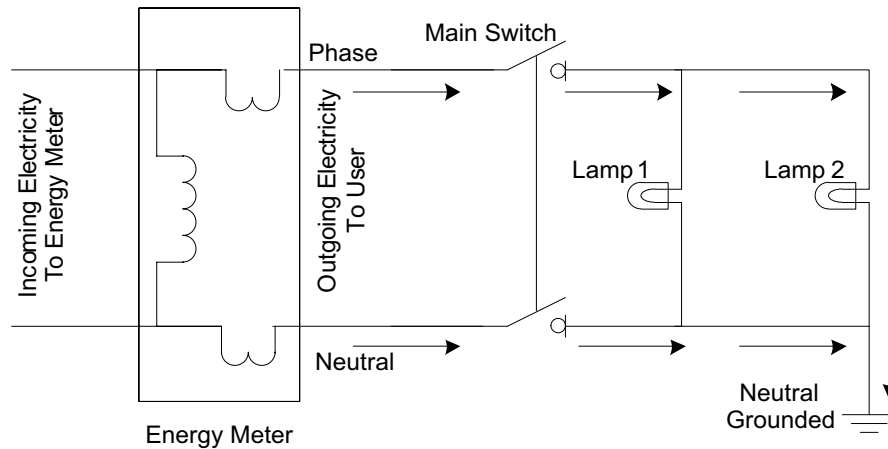 Main Switch
Phase
Incoming Electricity
To Energy Meter
Outgoing Electricity
To User
Lamp 1
Lamp 2
Neutral
Neutral
Grounded
Energy Meter